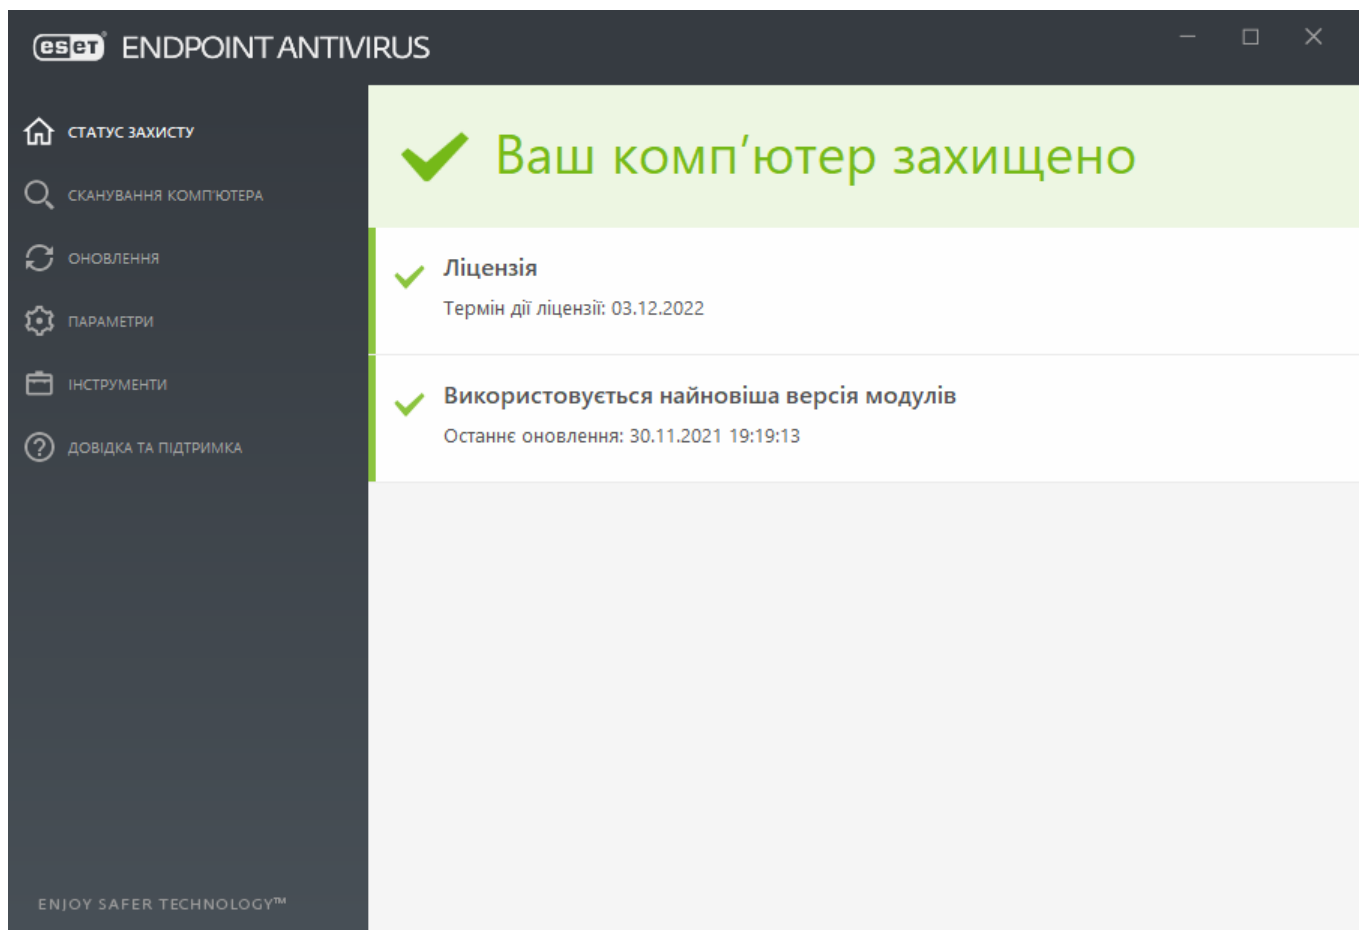 eset ENDPOINT ANTIVIRUS
СТАТУС ЗАХИСТУ
СКАНУВАННЯ КОМП'ЮТЕРА
ОНОВЛЕННЯ
ПАРАМЕТРИ
ІНСТРУМЕНТИ
ДОВІДКА ТА ПІДТРИМКА
ENJOY SAFER TECHNOLOGY™
Ваш комп'ютер захищено
Ліцензія
Термін дії ліцензії: 03.12.2022
Використовується найновіша версія модулів
Останнє оновлення: 30.11.2021 19:19:13